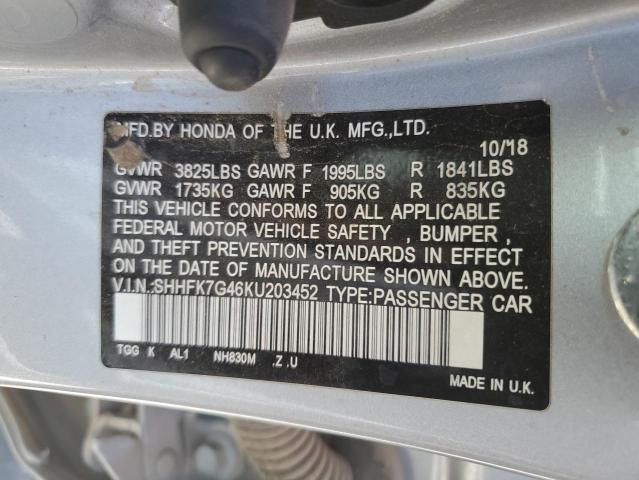 MFD.BY HONDA OF THE U.K. MFG.,LTD.
10/18
GVWR 3825LBS GAWR F 1995LBS R 1841LBS
GVWR 1735KG GAWR F 905KG R 835KG
THIS VEHICLE CONFORMS TO ALL APPLICABLE
FEDERAL MOTOR VEHICLE SAFETY , BUMPER ,
AND THEFT PREVENTION STANDARDS IN EFFECT
ON THE DATE OF MANUFACTURE SHOWN ABOVE.
V.I.N.:SHHFK7G46KU203452 TYPE:PASSENGER CAR
TGG K AL1 NH830M .Z .U
MADE IN U.K.